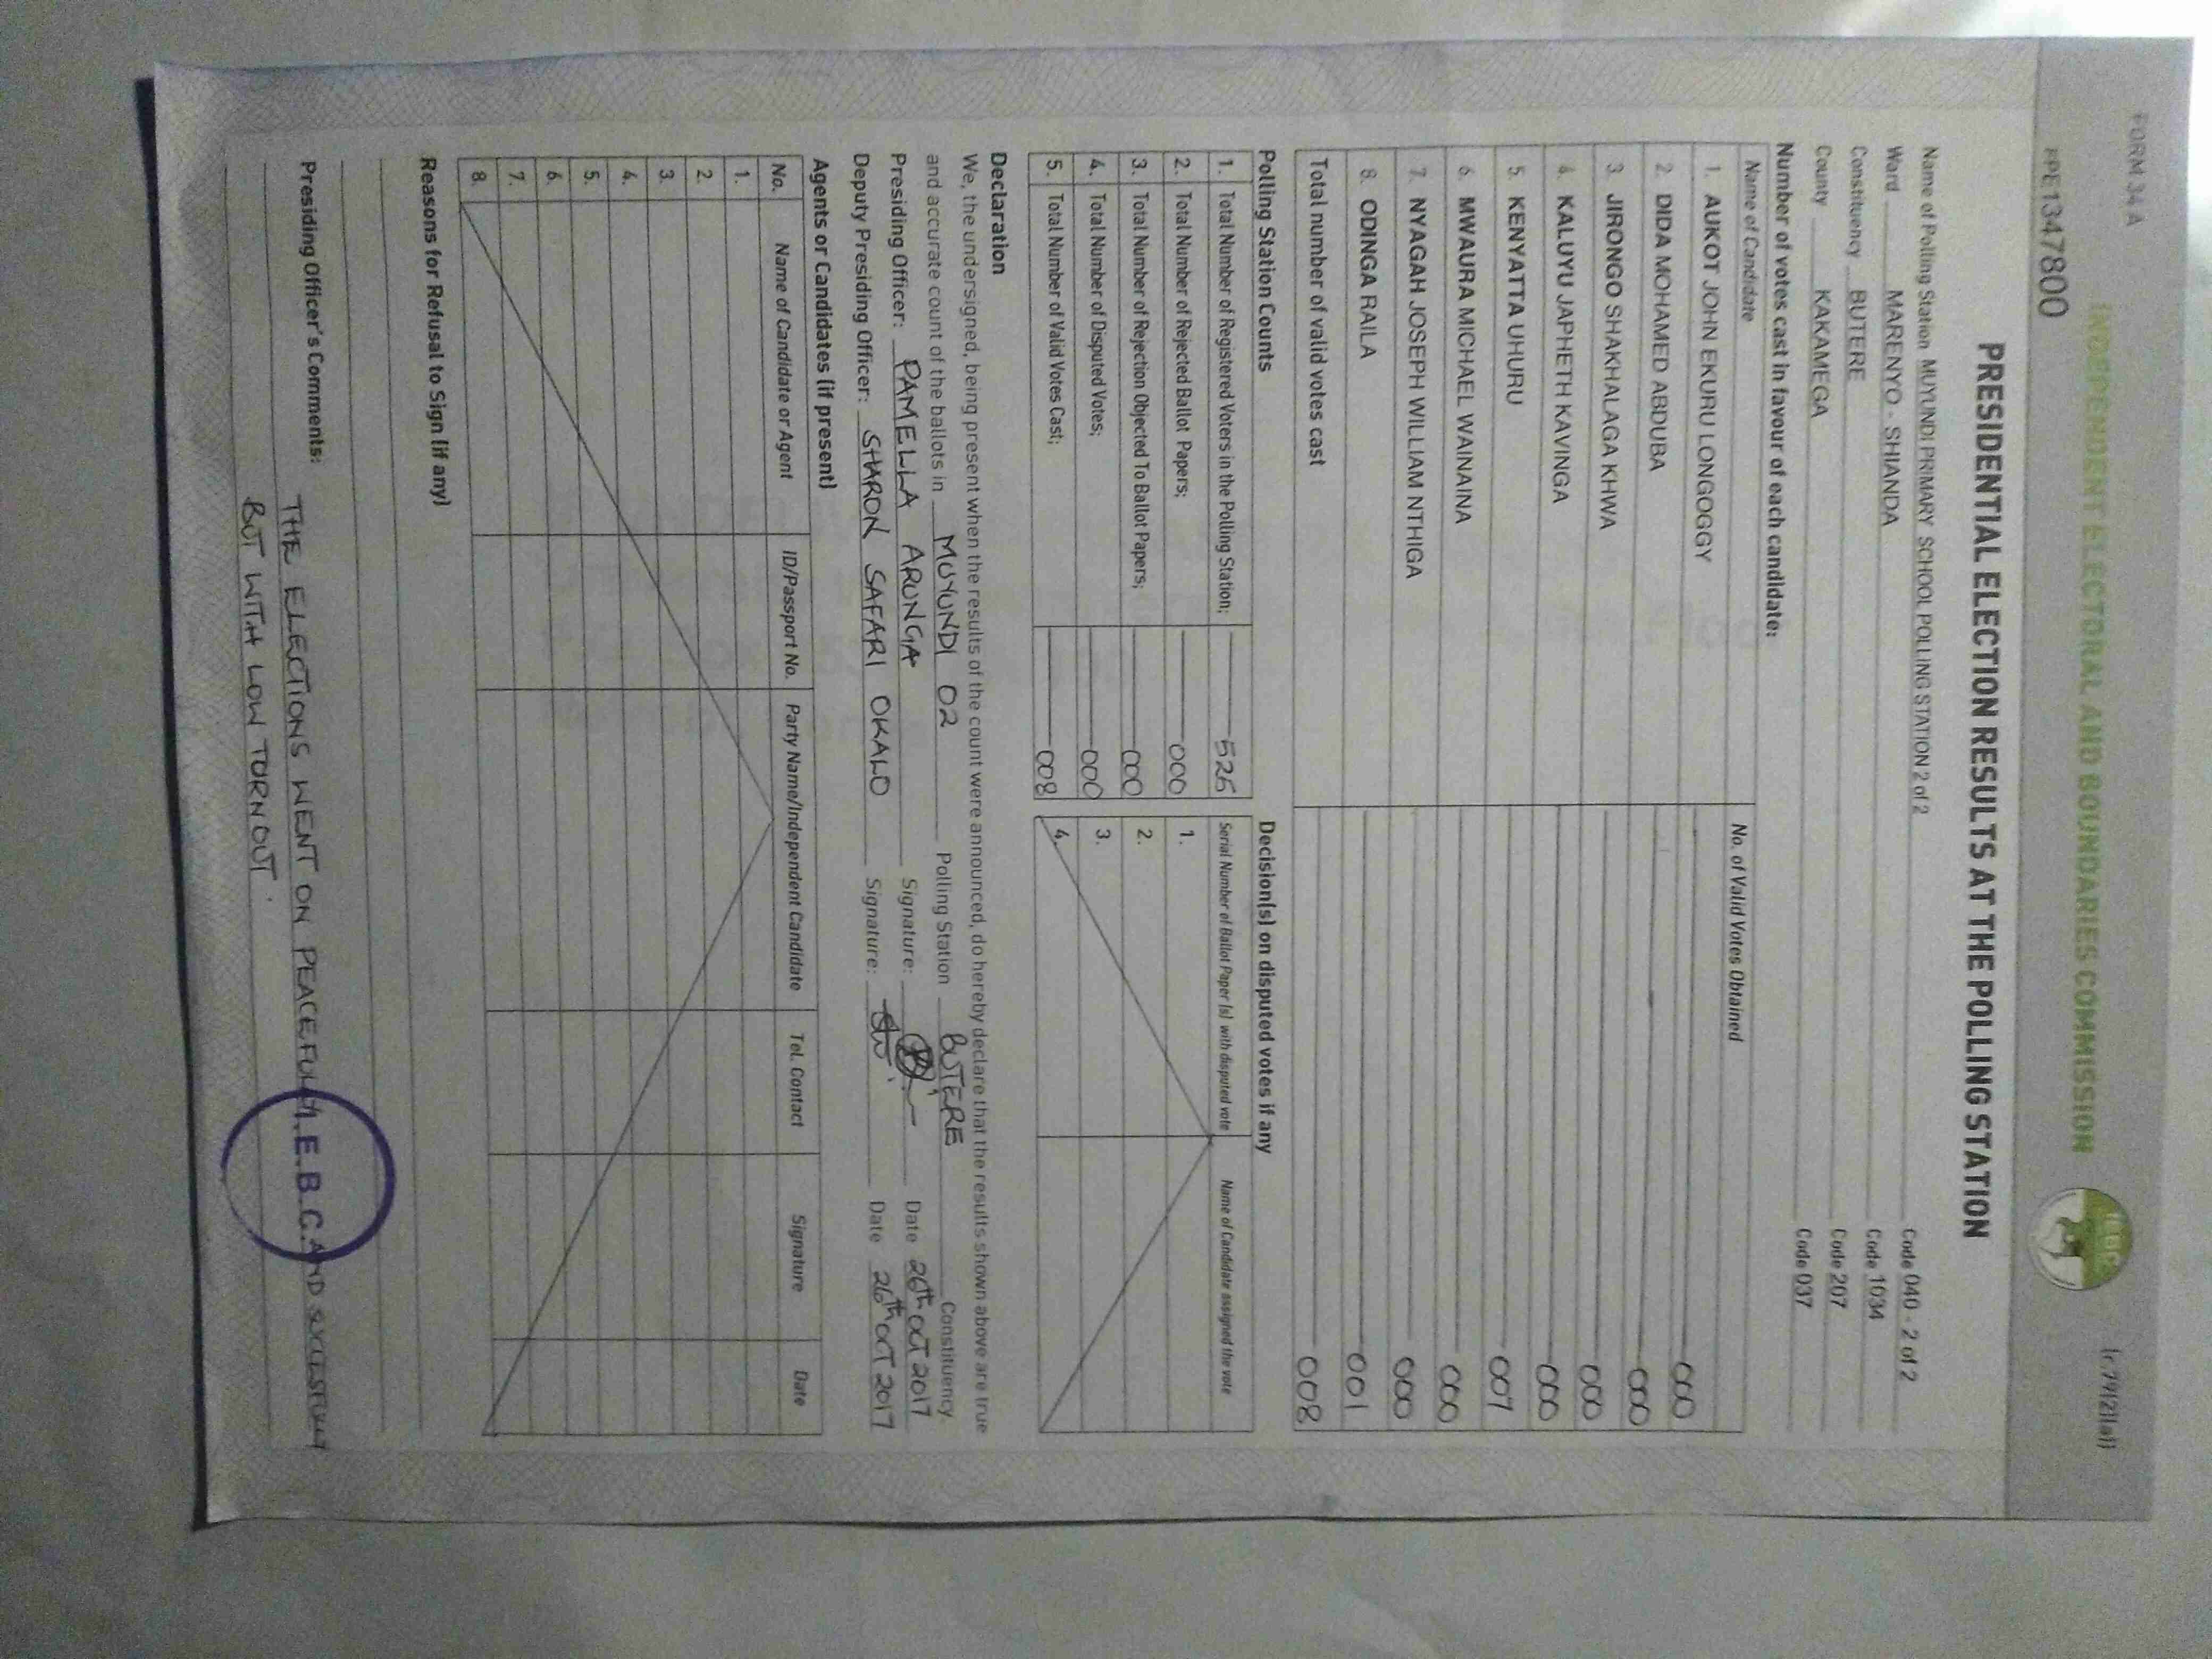 FORM 34 A
(r.79(2)(a))
INDEPENDENT ELECTORAL AND BOUNDARIES COMMISSION
IEBC
PPE1347800
PRESIDENTIAL ELECTION RESULTS AT THE POLLING STATION
Name of Polling Station MUYUNDI PRIMARY SCHOOL POLLING STATION 2 of 2 Code 040 - 2 of 2
Ward MARENYO - SHIANDA Code 1034
Constituency BUTERE Code 207
County KAKAMEGA Code 037
Number of votes cast in favour of each candidate:
Name of Candidate No. of Valid Votes Obtained
1. AUKOT JOHN EKURU LONGOGGY 000
2. DIDA MOHAMED ABDUBA 000
3. JIRONGO SHAKHALAGA KHWA 000
4. KALUYU JAPHETH KAVINGA 000
5. KENYATTA UHURU 007
6. MWAURA MICHAEL WAINAINA 000
7. NYAGAH JOSEPH WILLIAM NTHIGA 000
8. ODINGA RAILA 001
Total number of valid votes cast 008
Polling Station Counts
1. Total Number of Registered Voters in the Polling Station; 526
2. Total Number of Rejected Ballot Papers; 000
3. Total Number of Rejection Objected To Ballot Papers; 000
4. Total Number of Disputed Votes; 000
5. Total Number of Valid Votes Cast; 008
Decision(s) on disputed votes if any
Serial Number of Ballot Paper (s) with disputed vote Name of Candidate assigned the vote
1.
2.
3.
4.
Declaration
We, the undersigned, being present when the results of the count were announced, do hereby declare that the results shown above are true
and accurate count of the ballots in MUYUNDI 02 Polling Station BUTERE Constituency
Presiding Officer: PAMELLA ARUNGA Signature: Date 26th OCT 2017
Deputy Presiding Officer: SHARON SAFARI OKALO Signature: Date 26th OCT 2017
Agents or Candidates (if present)
No. Name of Candidate or Agent ID/Passport No. Party Name/Independent Candidate Tel. Contact Signature Date
1.
2.
3.
4.
5.
6.
7.
8.
Reasons for Refusal to Sign (if any)
Presiding Officer's Comments: THE ELECTIONS WENT ON PEACEFULLY I.E.B.C. AND
BUT WITH LOW TORNOUT.